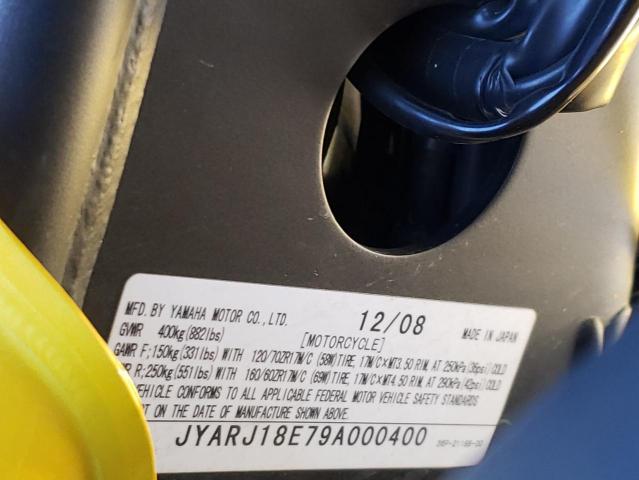 MFD. BY YAMAHA MOTOR CO., LTD. 12/08 MADE IN JAPAN
GVWR 400kg (882lbs) [MOTORCYCLE]
GAWR F; 150kg (331lbs) WITH 120/70ZR17M/C (58W) TIRE, 17M/C×MT3.50 RIM, AT 250kPa (36psi) COLD
R; 250kg (551lbs) WITH 160/60ZR17M/C (69W) TIRE, 17M/C×MT4.50 RIM, AT 290kPa (42psi) COLD
VEHICLE CONFORMS TO ALL APPLICABLE FEDERAL MOTOR VEHICLE SAFETY STANDARDS
ON THE DATE OF MANUFACTURE SHOWN ABOVE.
JYARJ18E79A000400